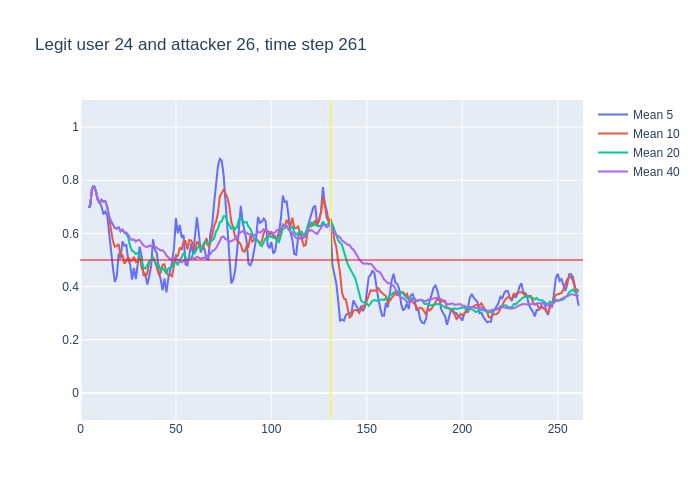 Legit user 24 and attacker 26, time step 261
Mean 5
Mean 10
Mean 20
Mean 40
1
0.8
0.6
0.4
0.2
0
0 50 100 150 200 250